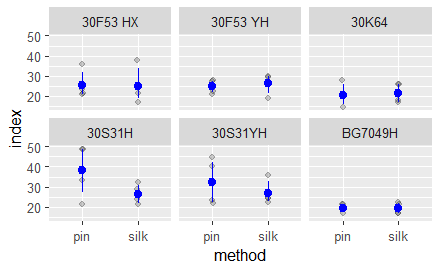 30F53 HX
30F53 YH
30K64
50
40
30
20
30S31H
30S31YH
BG7049H
50
40
30
20
pin
silk
pin
silk
pin
silk
index
method